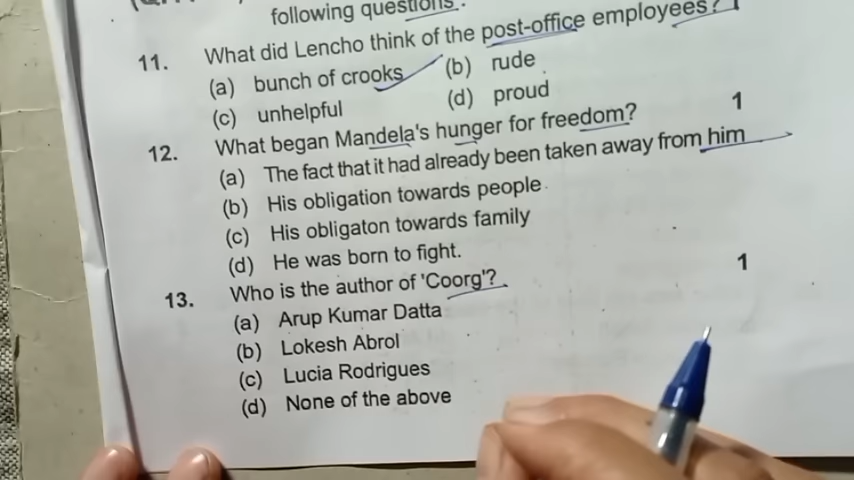 following questions.
11. What did Lencho think of the post-office employees? 1
(a) bunch of crooks (b) rude
(c) unhelpful (d) proud
12. What began Mandela's hunger for freedom? 1
(a) The fact that it had already been taken away from him
(b) His obligation towards people
(c) His obligaton towards family
(d) He was born to fight.
13. Who is the author of 'Coorg'? 1
(a) Arup Kumar Datta
(b) Lokesh Abrol
(c) Lucia Rodrigues
(d) None of the above